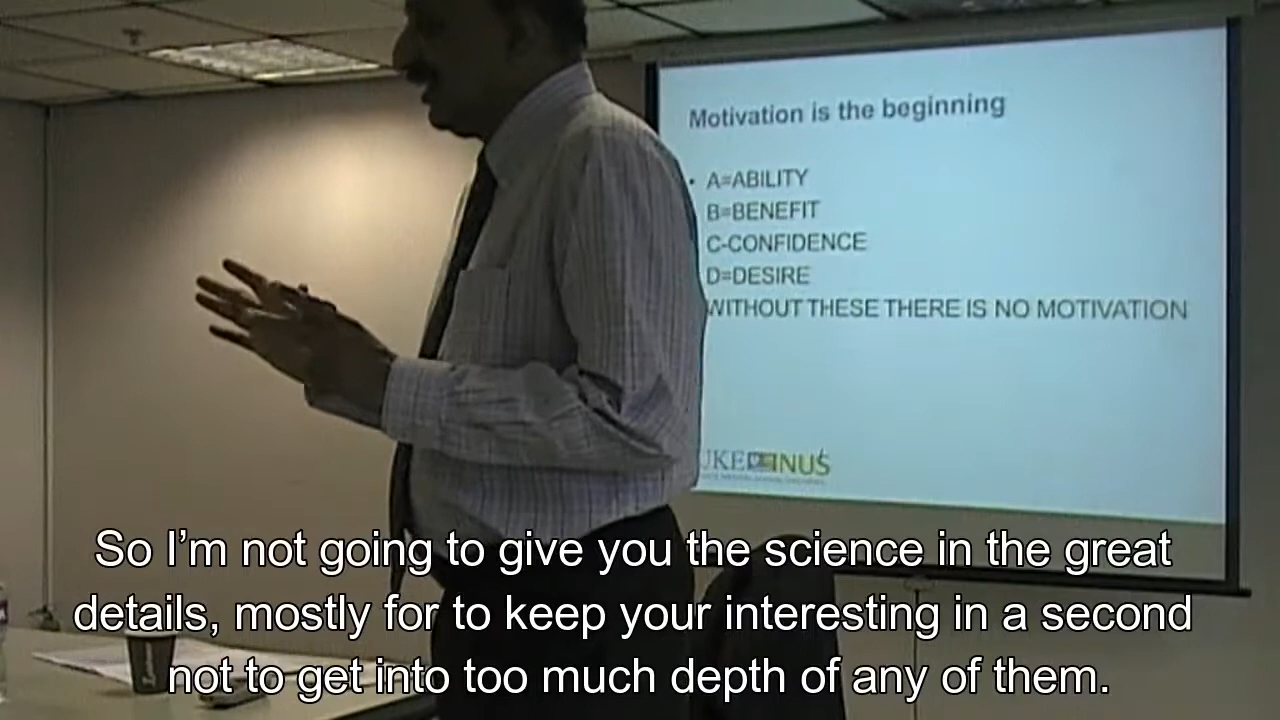 Motivation is the beginning
• A=ABILITY
B=BENEFIT
C-CONFIDENCE
D=DESIRE
WITHOUT THESE THERE IS NO MOTIVATION
UKE NUS
So I’m not going to give you the science in the great
details, mostly for to keep your interesting in a second
not to get into too much depth of any of them.